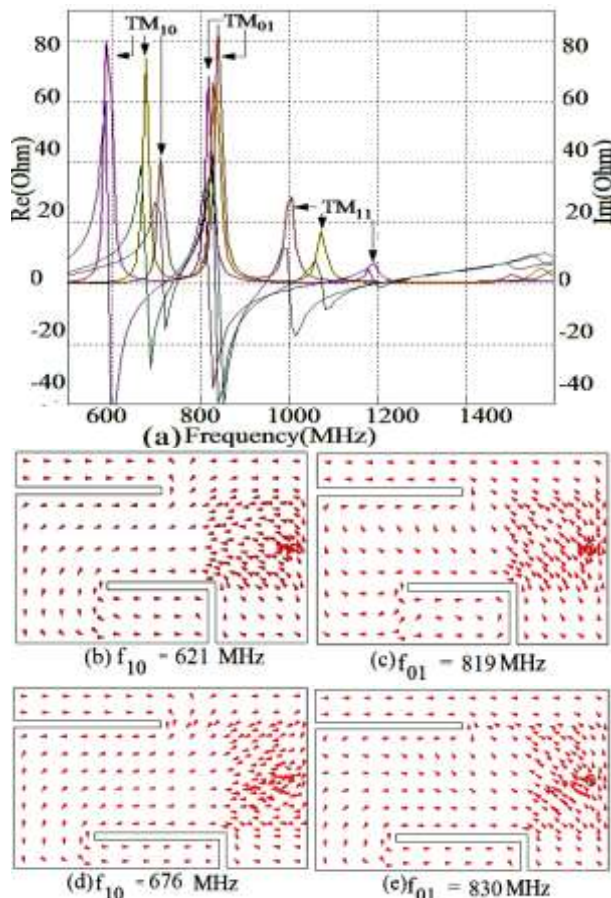 TM10 TM01
80 80
60 60
40 40
20 20
0 0
-20 -20
-40 -40
Re(Ohm)
Im(Ohm)
TM11
600 800 1000 1200 1400
(a) Frequency(MHz)
(b) f10 = 621 MHz
(c) f01 = 819 MHz
(d) f10 = 676 MHz
(e) f01 = 830 MHz